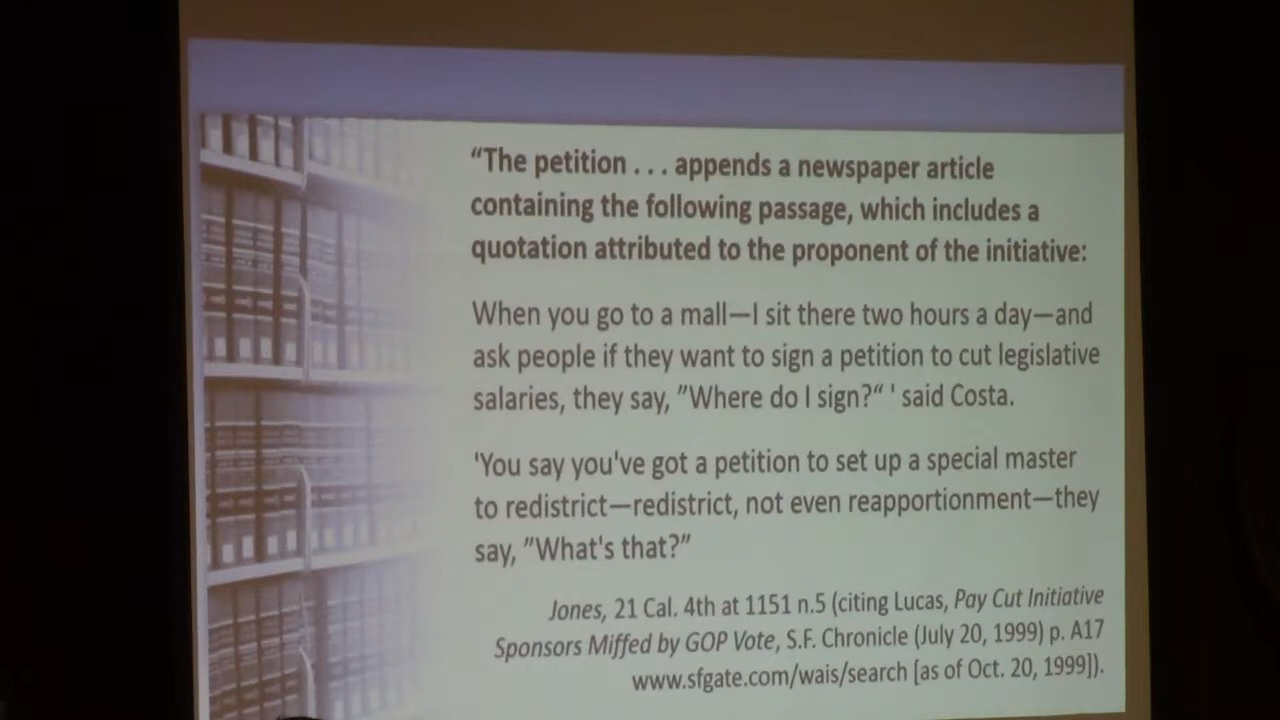 “The petition . . . appends a newspaper article
containing the following passage, which includes a
quotation attributed to the proponent of the initiative:
When you go to a mall—I sit there two hours a day—and
ask people if they want to sign a petition to cut legislative
salaries, they say, ”Where do I sign?“ ' said Costa.
'You say you've got a petition to set up a special master
to redistrict—redistrict, not even reapportionment—they
say, ”What's that?”
Jones, 21 Cal. 4th at 1151 n.5 (citing Lucas, Pay Cut Initiative
Sponsors Miffed by GOP Vote, S.F. Chronicle (July 20, 1999) p. A17
www.sfgate.com/wais/search [as of Oct. 20, 1999]).